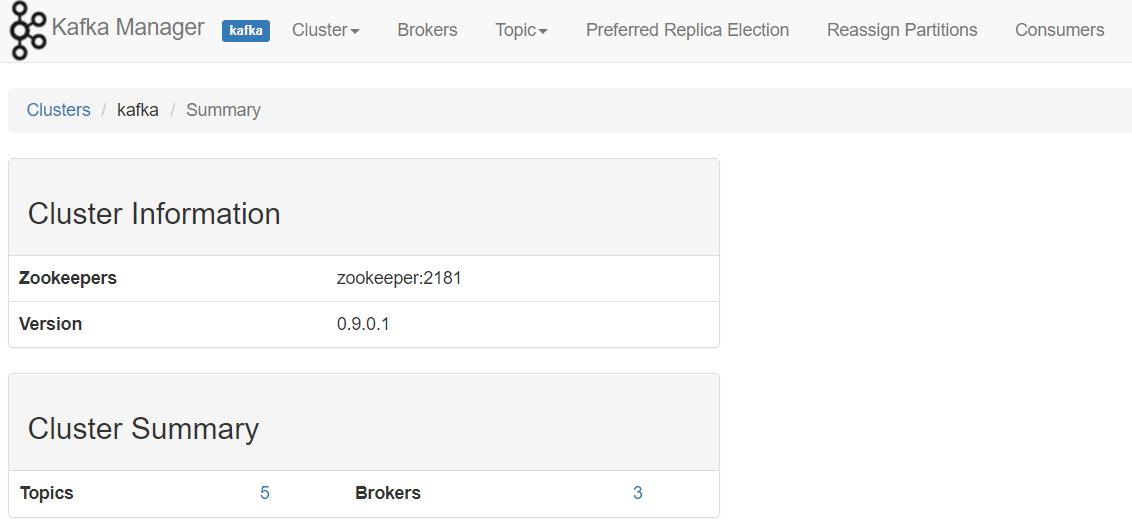 Kafka Manager kafka Cluster Brokers Topic Preferred Replica Election Reassign Partitions Consumers
Clusters / kafka / Summary
Cluster Information
Zookeepers zookeeper:2181
Version 0.9.0.1
Cluster Summary
Topics 5 Brokers 3